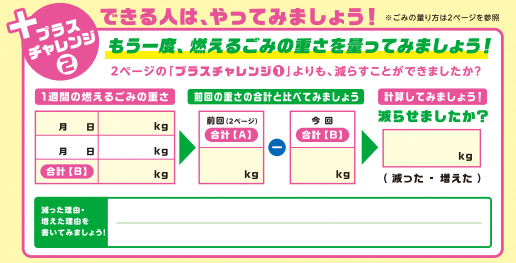 ＋プラス
チャレンジ
2
できる人は、やってみましょう！
※ごみの量り方は2ページを参照
もう一度、燃えるごみの重さを量ってみましょう！
2ページの「プラスチャレンジ❶」よりも、減らすことができましたか？
1週間の燃えるごみの重さ
月 日 kg
月 日 kg
合計【B】 kg
前回の重さの合計と比べてみましょう
前回（2ページ）
合計【A】
kg
－
今 回
合計【B】
kg
計算してみましょう！
減らせましたか？
kg
（ 減った ・ 増えた ）
減った理由・
増えた理由を
書いてみましょう！